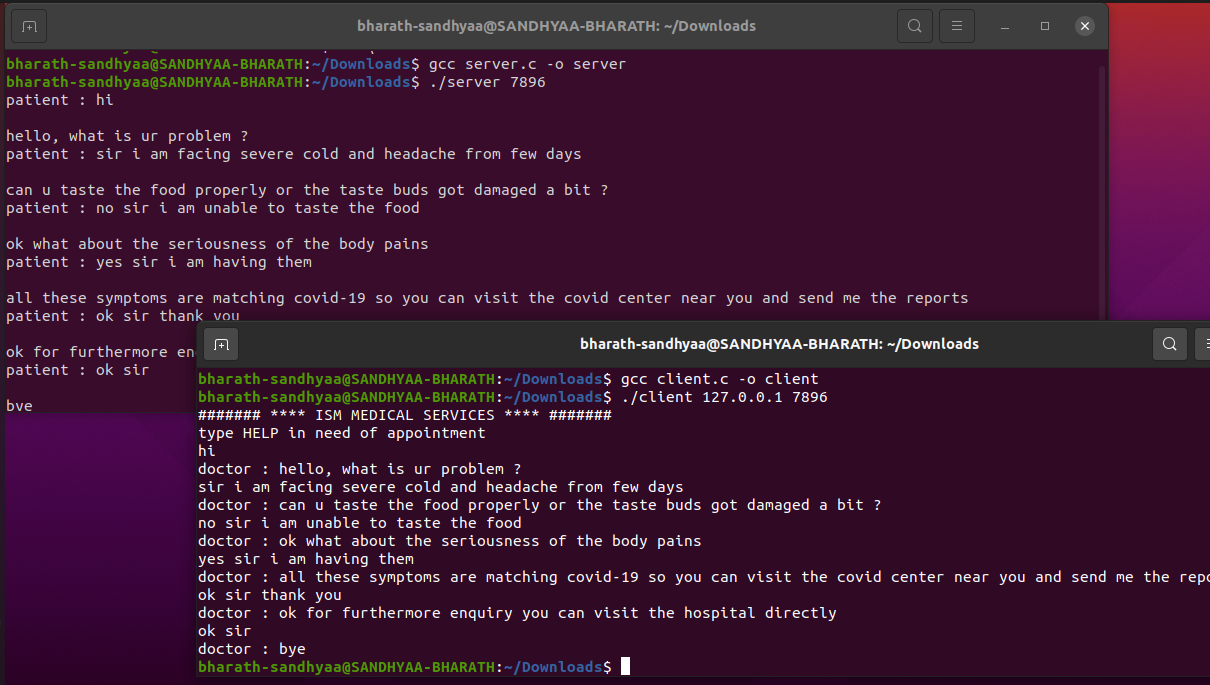 bharath-sandhyaa@SANDHYAA-BHARATH: ~/Downloads
bharath-sandhyaa@SANDHYAA-BHARATH:~/Downloads$ gcc server.c -o server
bharath-sandhyaa@SANDHYAA-BHARATH:~/Downloads$ ./server 7896
patient : hi
hello, what is ur problem ?
patient : sir i am facing severe cold and headache from few days
can u taste the food properly or the taste buds got damaged a bit ?
patient : no sir i am unable to taste the food
ok what about the seriousness of the body pains
patient : yes sir i am having them
all these symptoms are matching covid-19 so you can visit the covid center near you and send me the reports
patient : ok sir thank you
ok for furthermore
patient : ok sir
bye
bharath-sandhyaa@SANDHYAA-BHARATH: ~/Downloads
bharath-sandhyaa@SANDHYAA-BHARATH:~/Downloads$ gcc client.c -o client
bharath-sandhyaa@SANDHYAA-BHARATH:~/Downloads$ ./client 127.0.0.1 7896
####### **** ISM MEDICAL SERVICES **** #######
type HELP in need of appointment
hi
doctor : hello, what is ur problem ?
sir i am facing severe cold and headache from few days
doctor : can u taste the food properly or the taste buds got damaged a bit ?
no sir i am unable to taste the food
doctor : ok what about the seriousness of the body pains
yes sir i am having them
doctor : all these symptoms are matching covid-19 so you can visit the covid center near you and send me the
ok sir thank you
doctor : ok for furthermore enquiry you can visit the hospital directly
ok sir
doctor : bye
bharath-sandhyaa@SANDHYAA-BHARATH:~/Downloads$